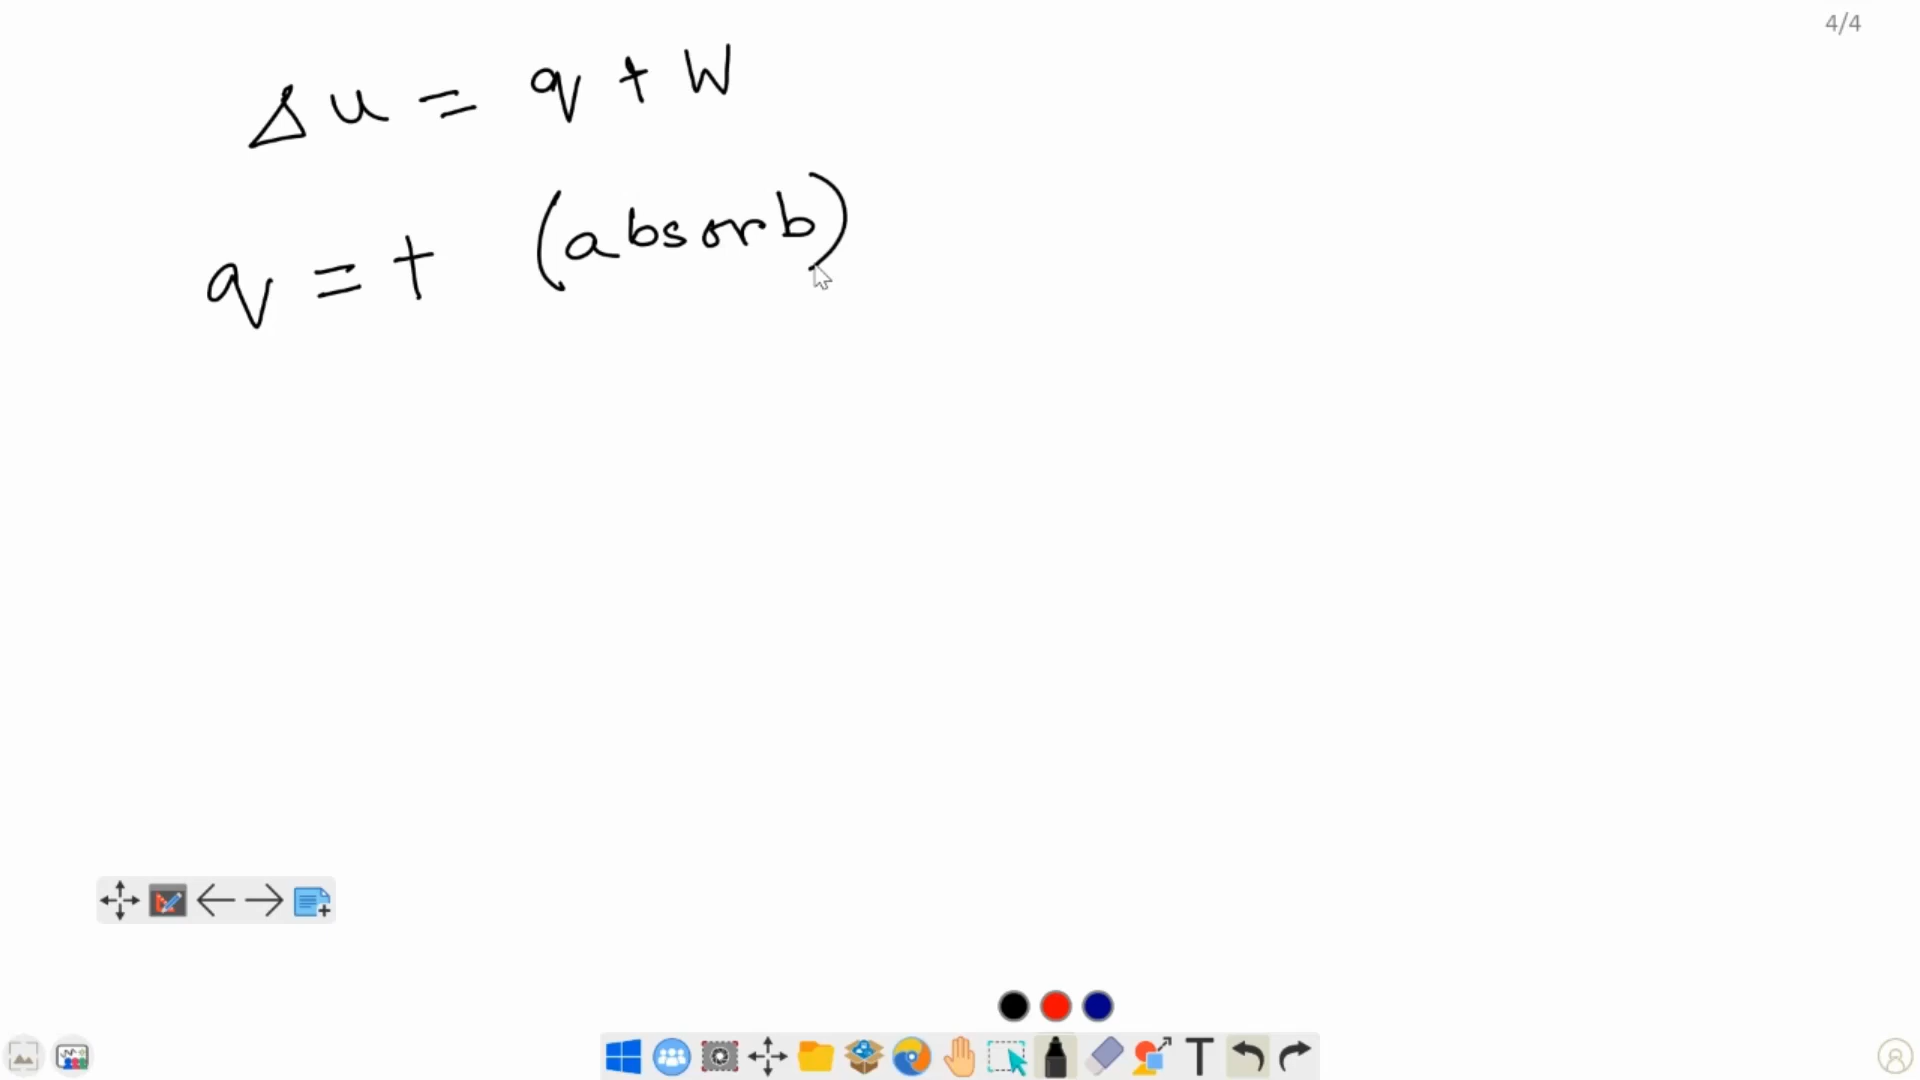 4/4
Δu = q + W
q = + (absorb)
T